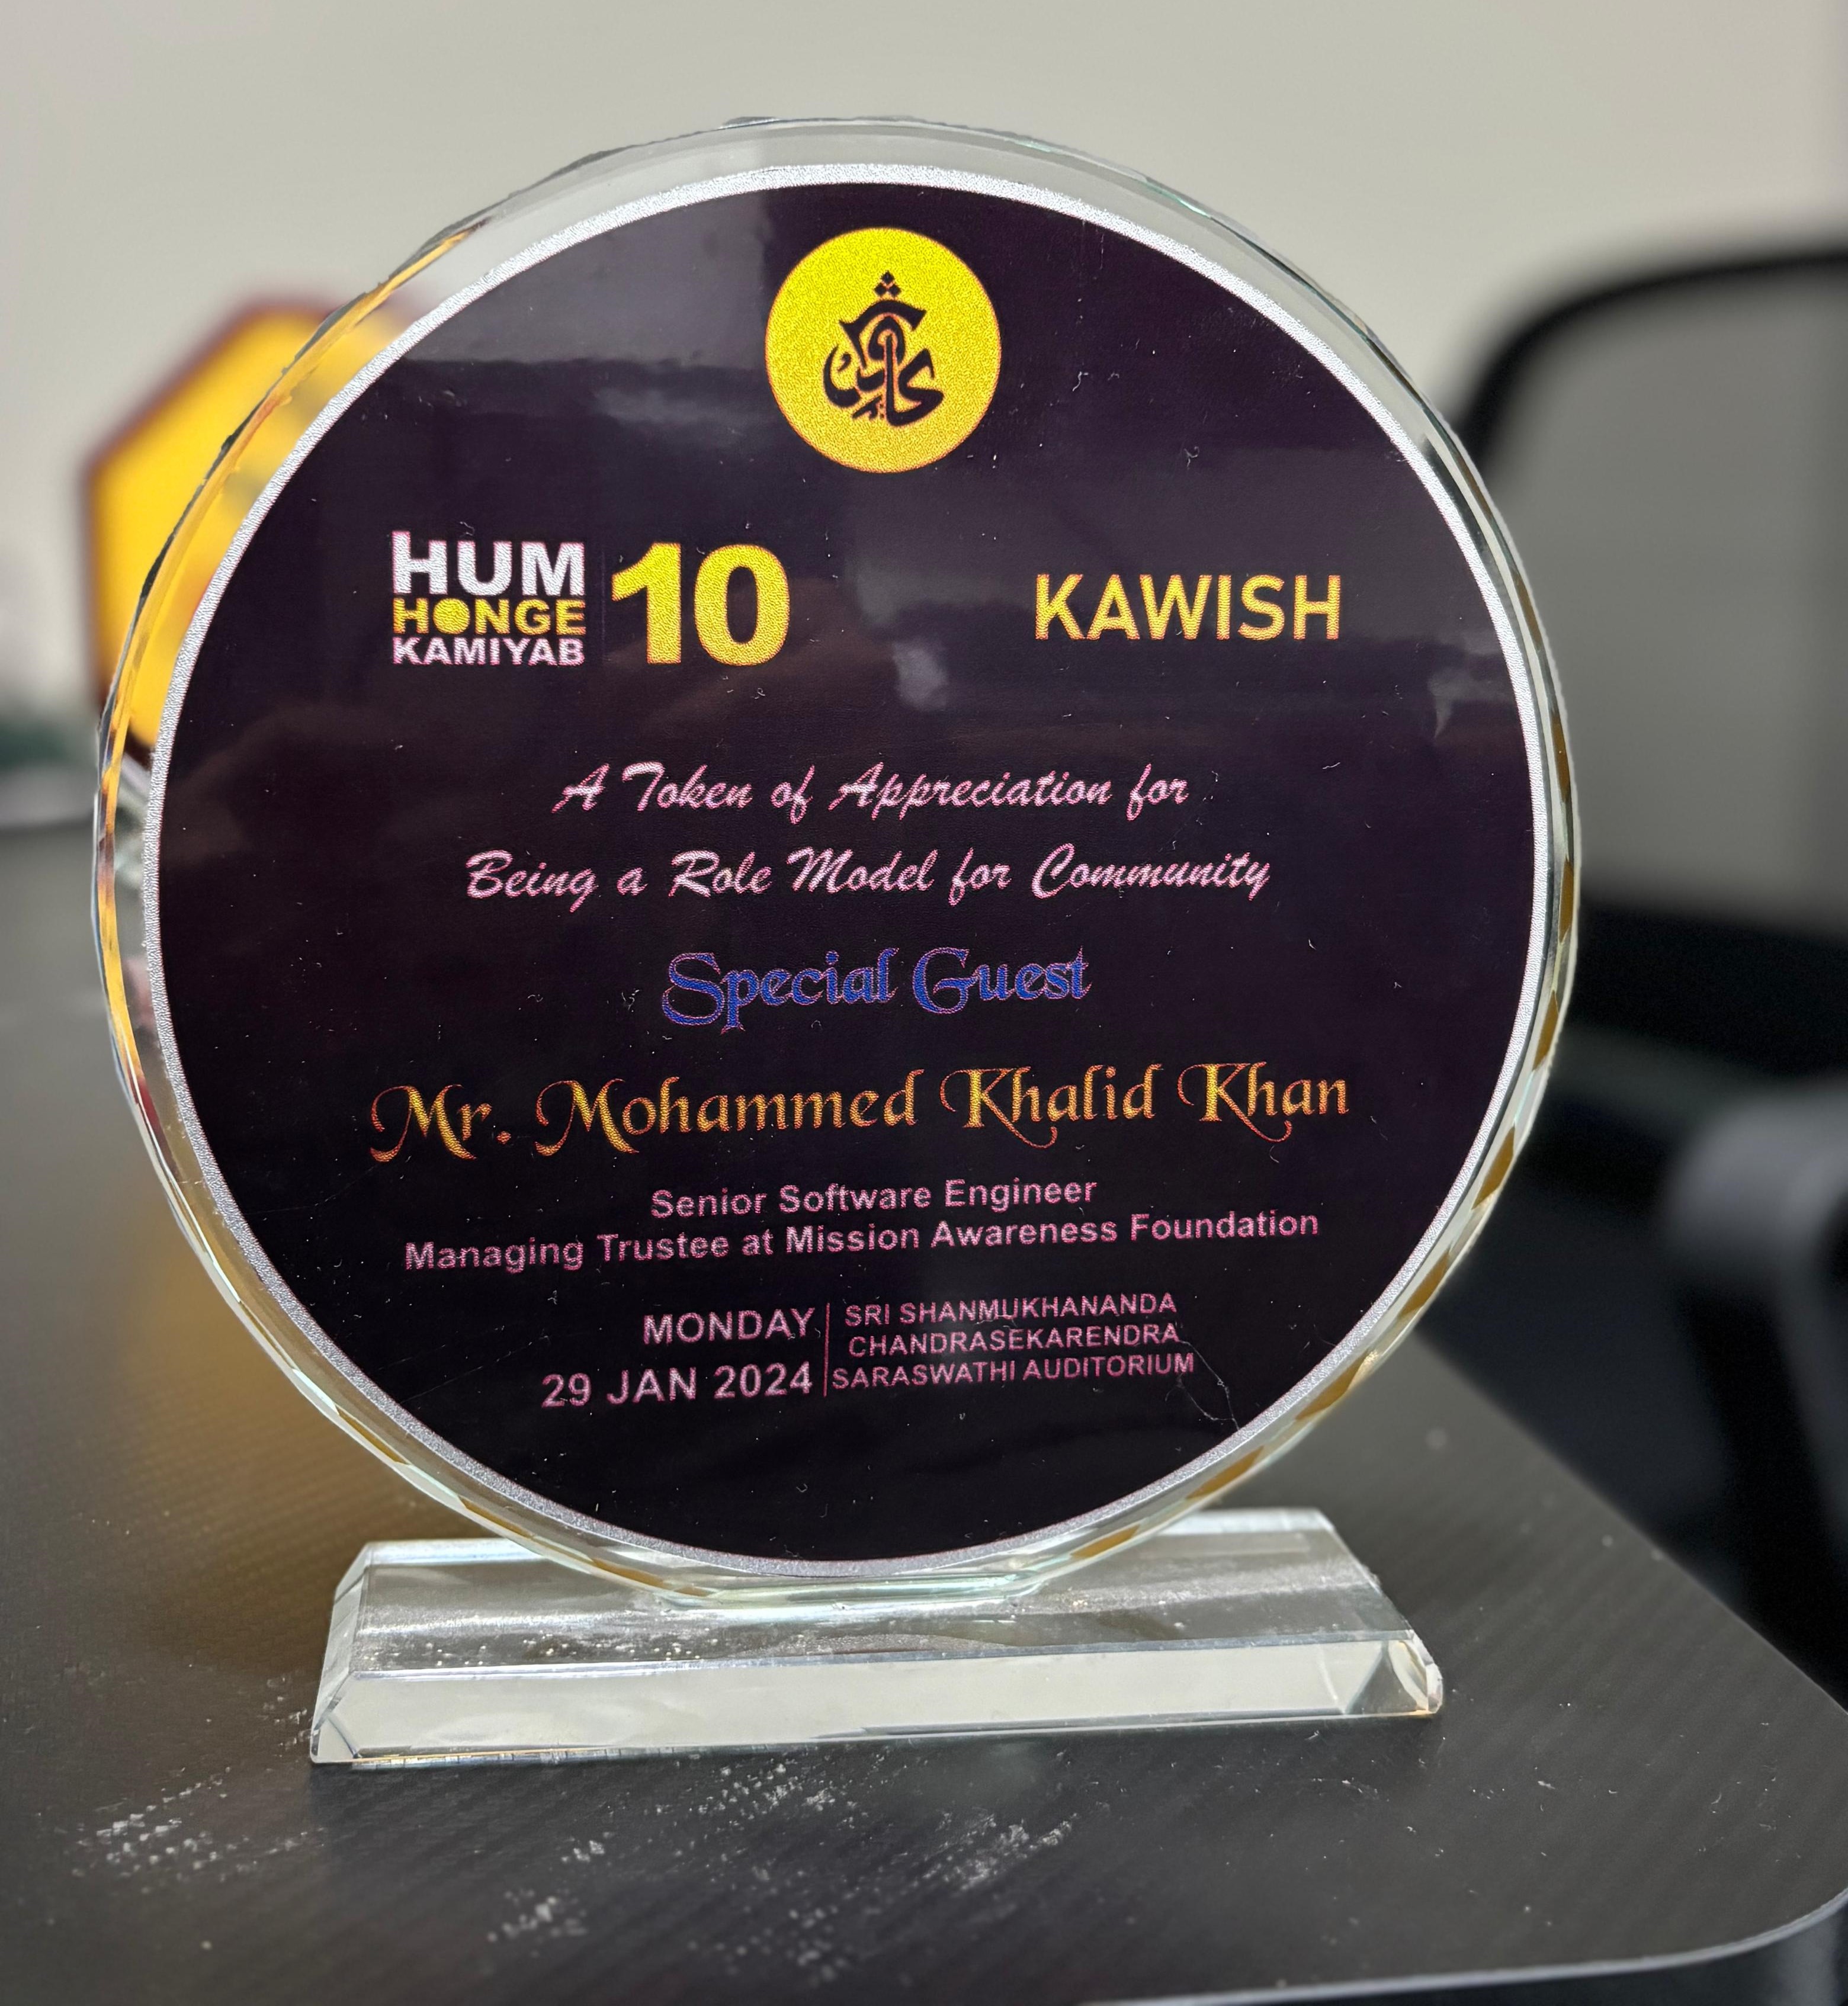 کاوش
HUM
HONGE
KAMIYAB
10
KAWISH
A Token of Appreciation for
Being a Role Model for Community
Special Guest
Mr. Mohammed Khalid Khan
Senior Software Engineer
Managing Trustee at Mission Awareness Foundation
MONDAY
29 JAN 2024
SRI SHANMUKHANANDA
CHANDRASEKARENDRA
SARASWATHI AUDITORIUM